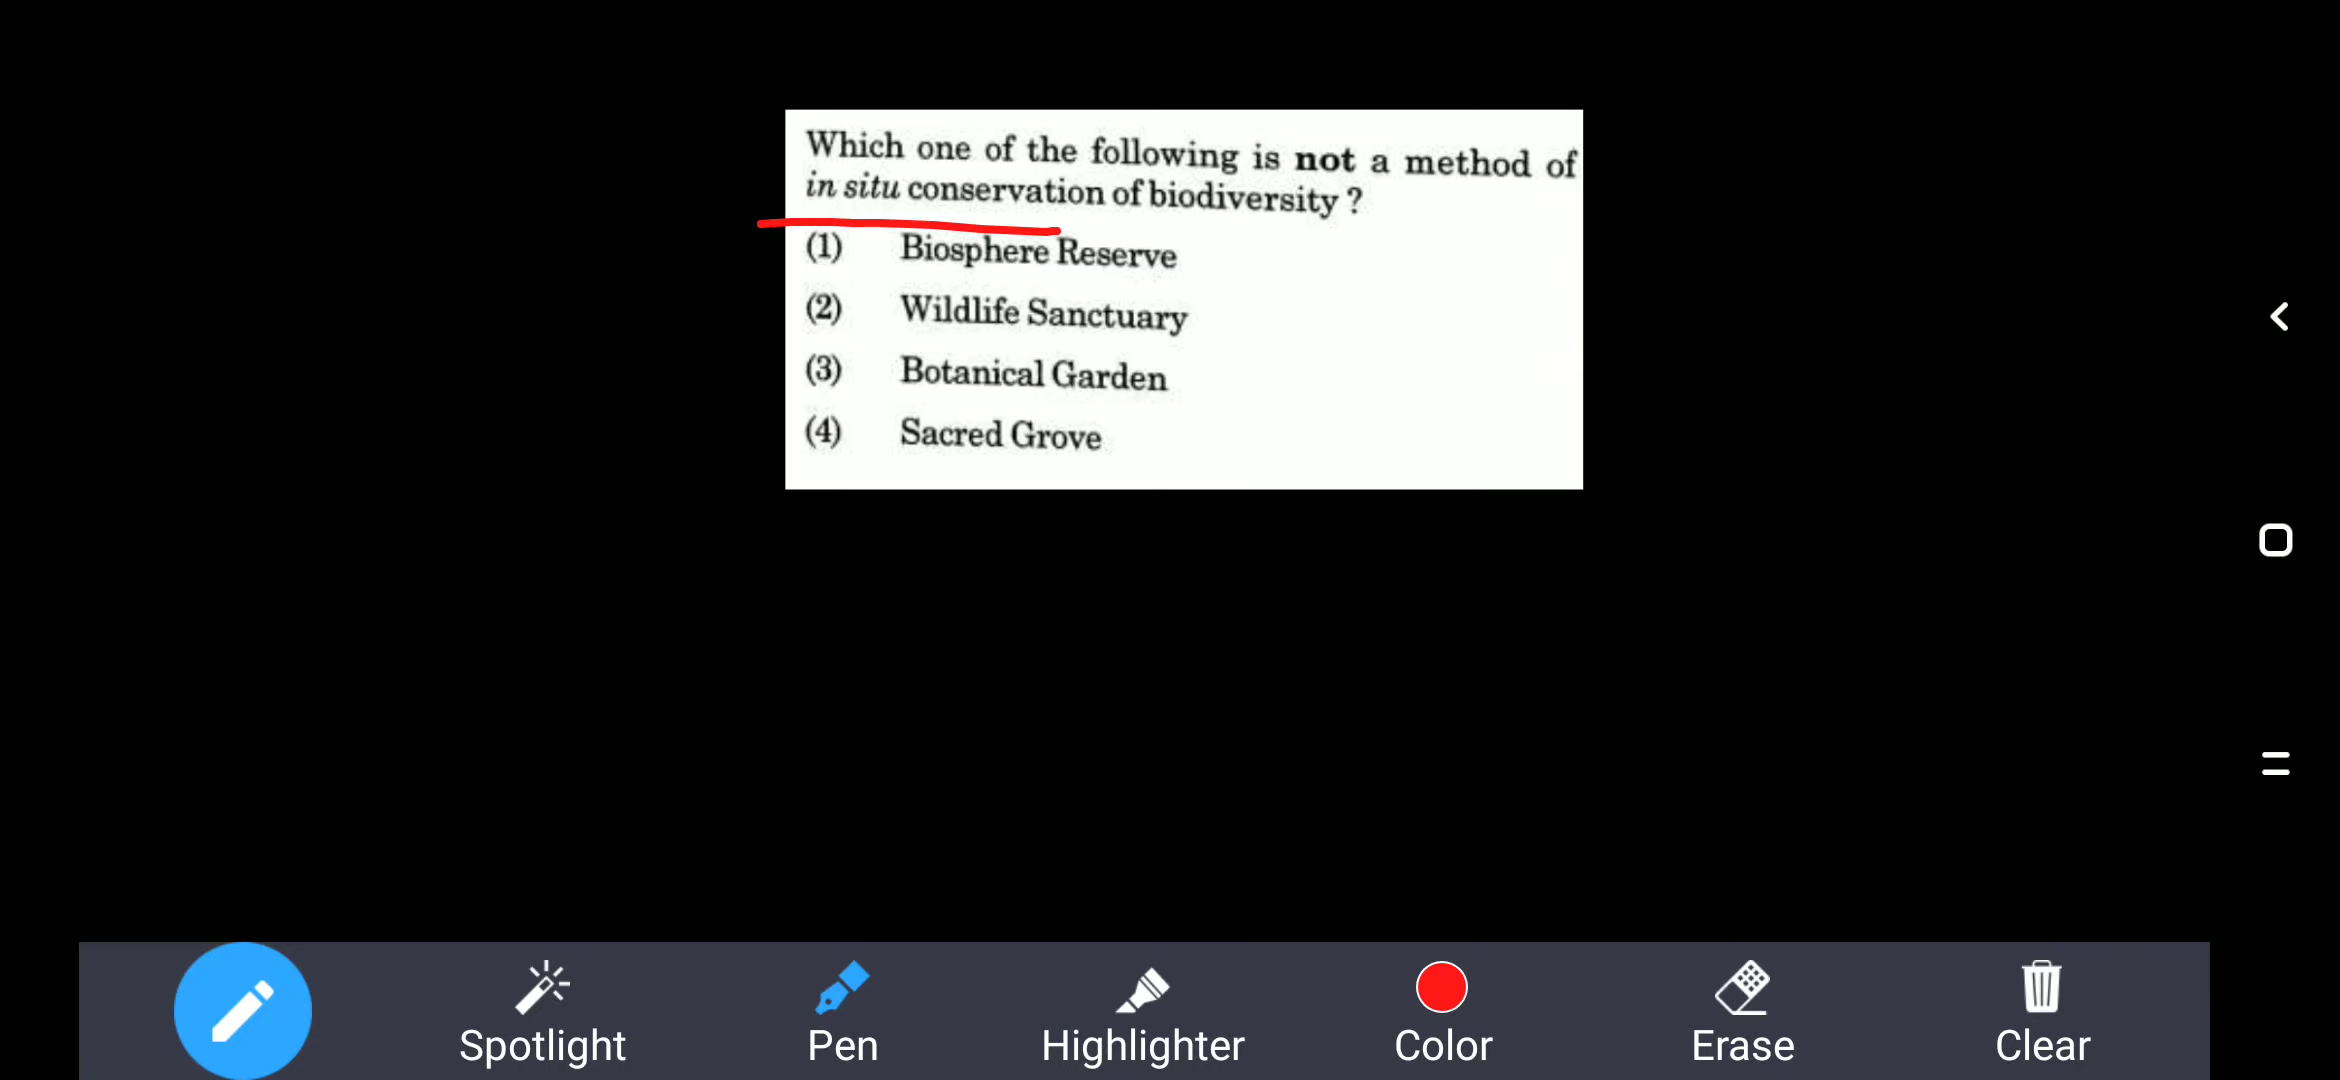 Which one of the following is not a method of
in situ conservation of biodiversity ?
(1) Biosphere Reserve
(2) Wildlife Sanctuary
(3) Botanical Garden
(4) Sacred Grove
Spotlight Pen Highlighter Color Erase Clear